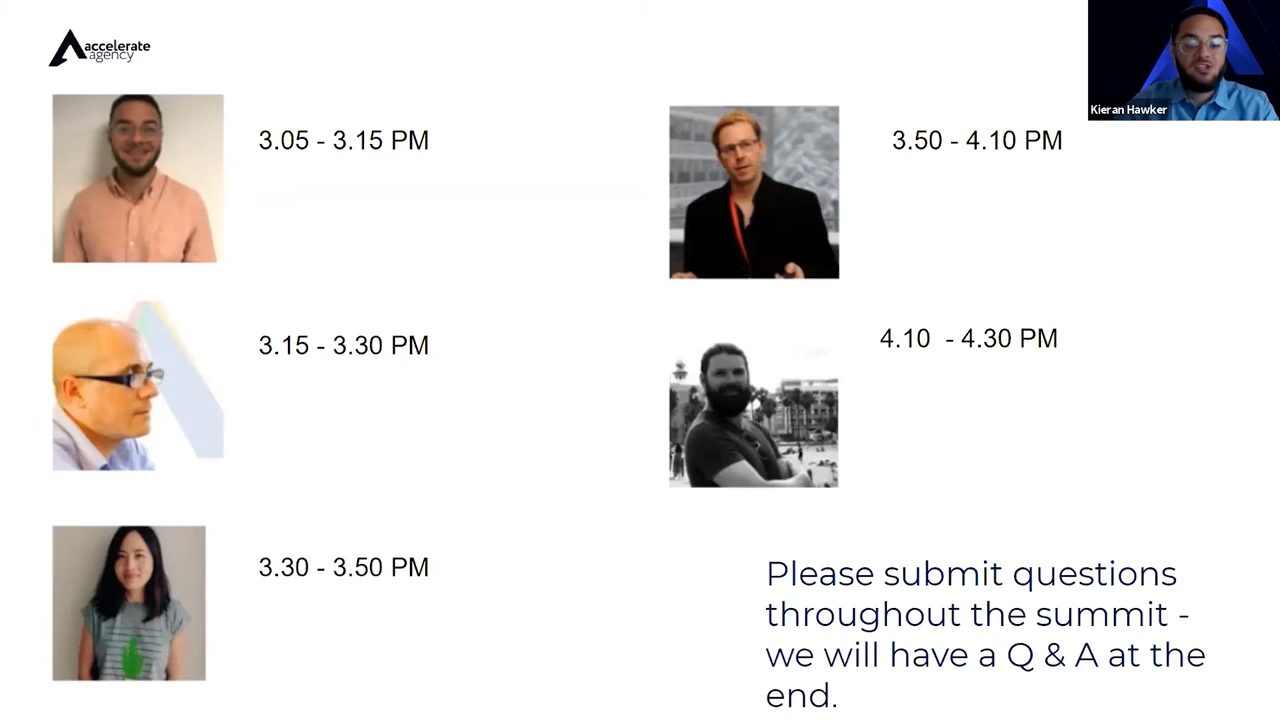 accelerate
agency
Kieran Hawker
3.05 - 3.15 PM
3.15 - 3.30 PM
3.30 - 3.50 PM
3.50 - 4.10 PM
4.10  - 4.30 PM
Please submit questions
throughout the summit -
we will have a Q & A at the
end.